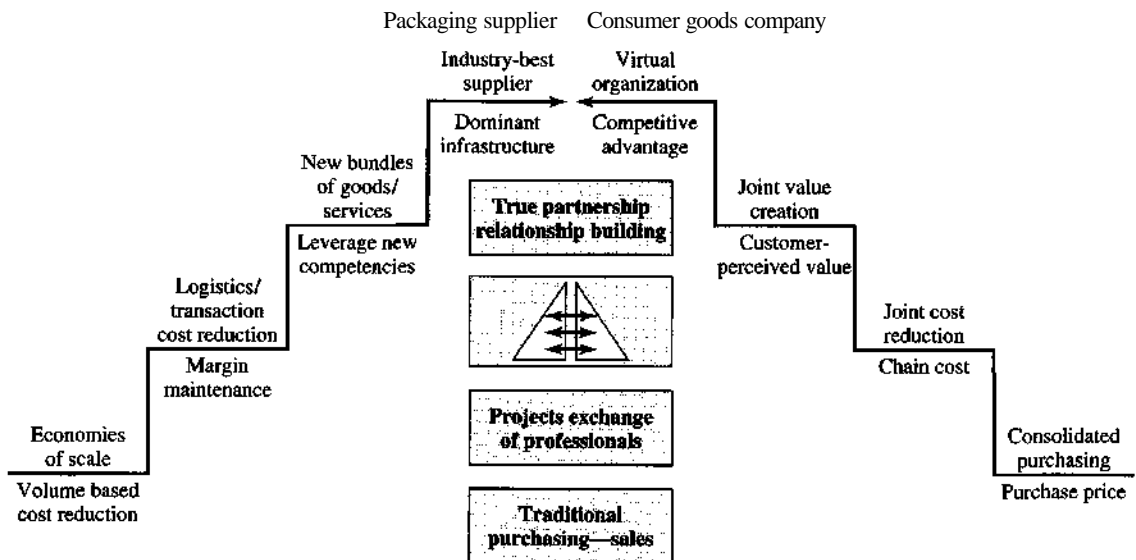 Packaging supplier Consumer goods company
Industry-best
supplier
Dominant
infrastructure
Virtual
organization
Competitive
advantage
New bundles
of goods/
services
Leverage new
competencies
True partnership
relationship building
Joint value
creation
Customer-
perceived value
Logistics/
transaction
cost reduction
Margin
maintenance
Joint cost
reduction
Chain cost
Projects exchange
of professionals
Economies
of scale
Volume based
cost reduction
Consolidated
purchasing
Purchase price
Traditional
purchasing—sales